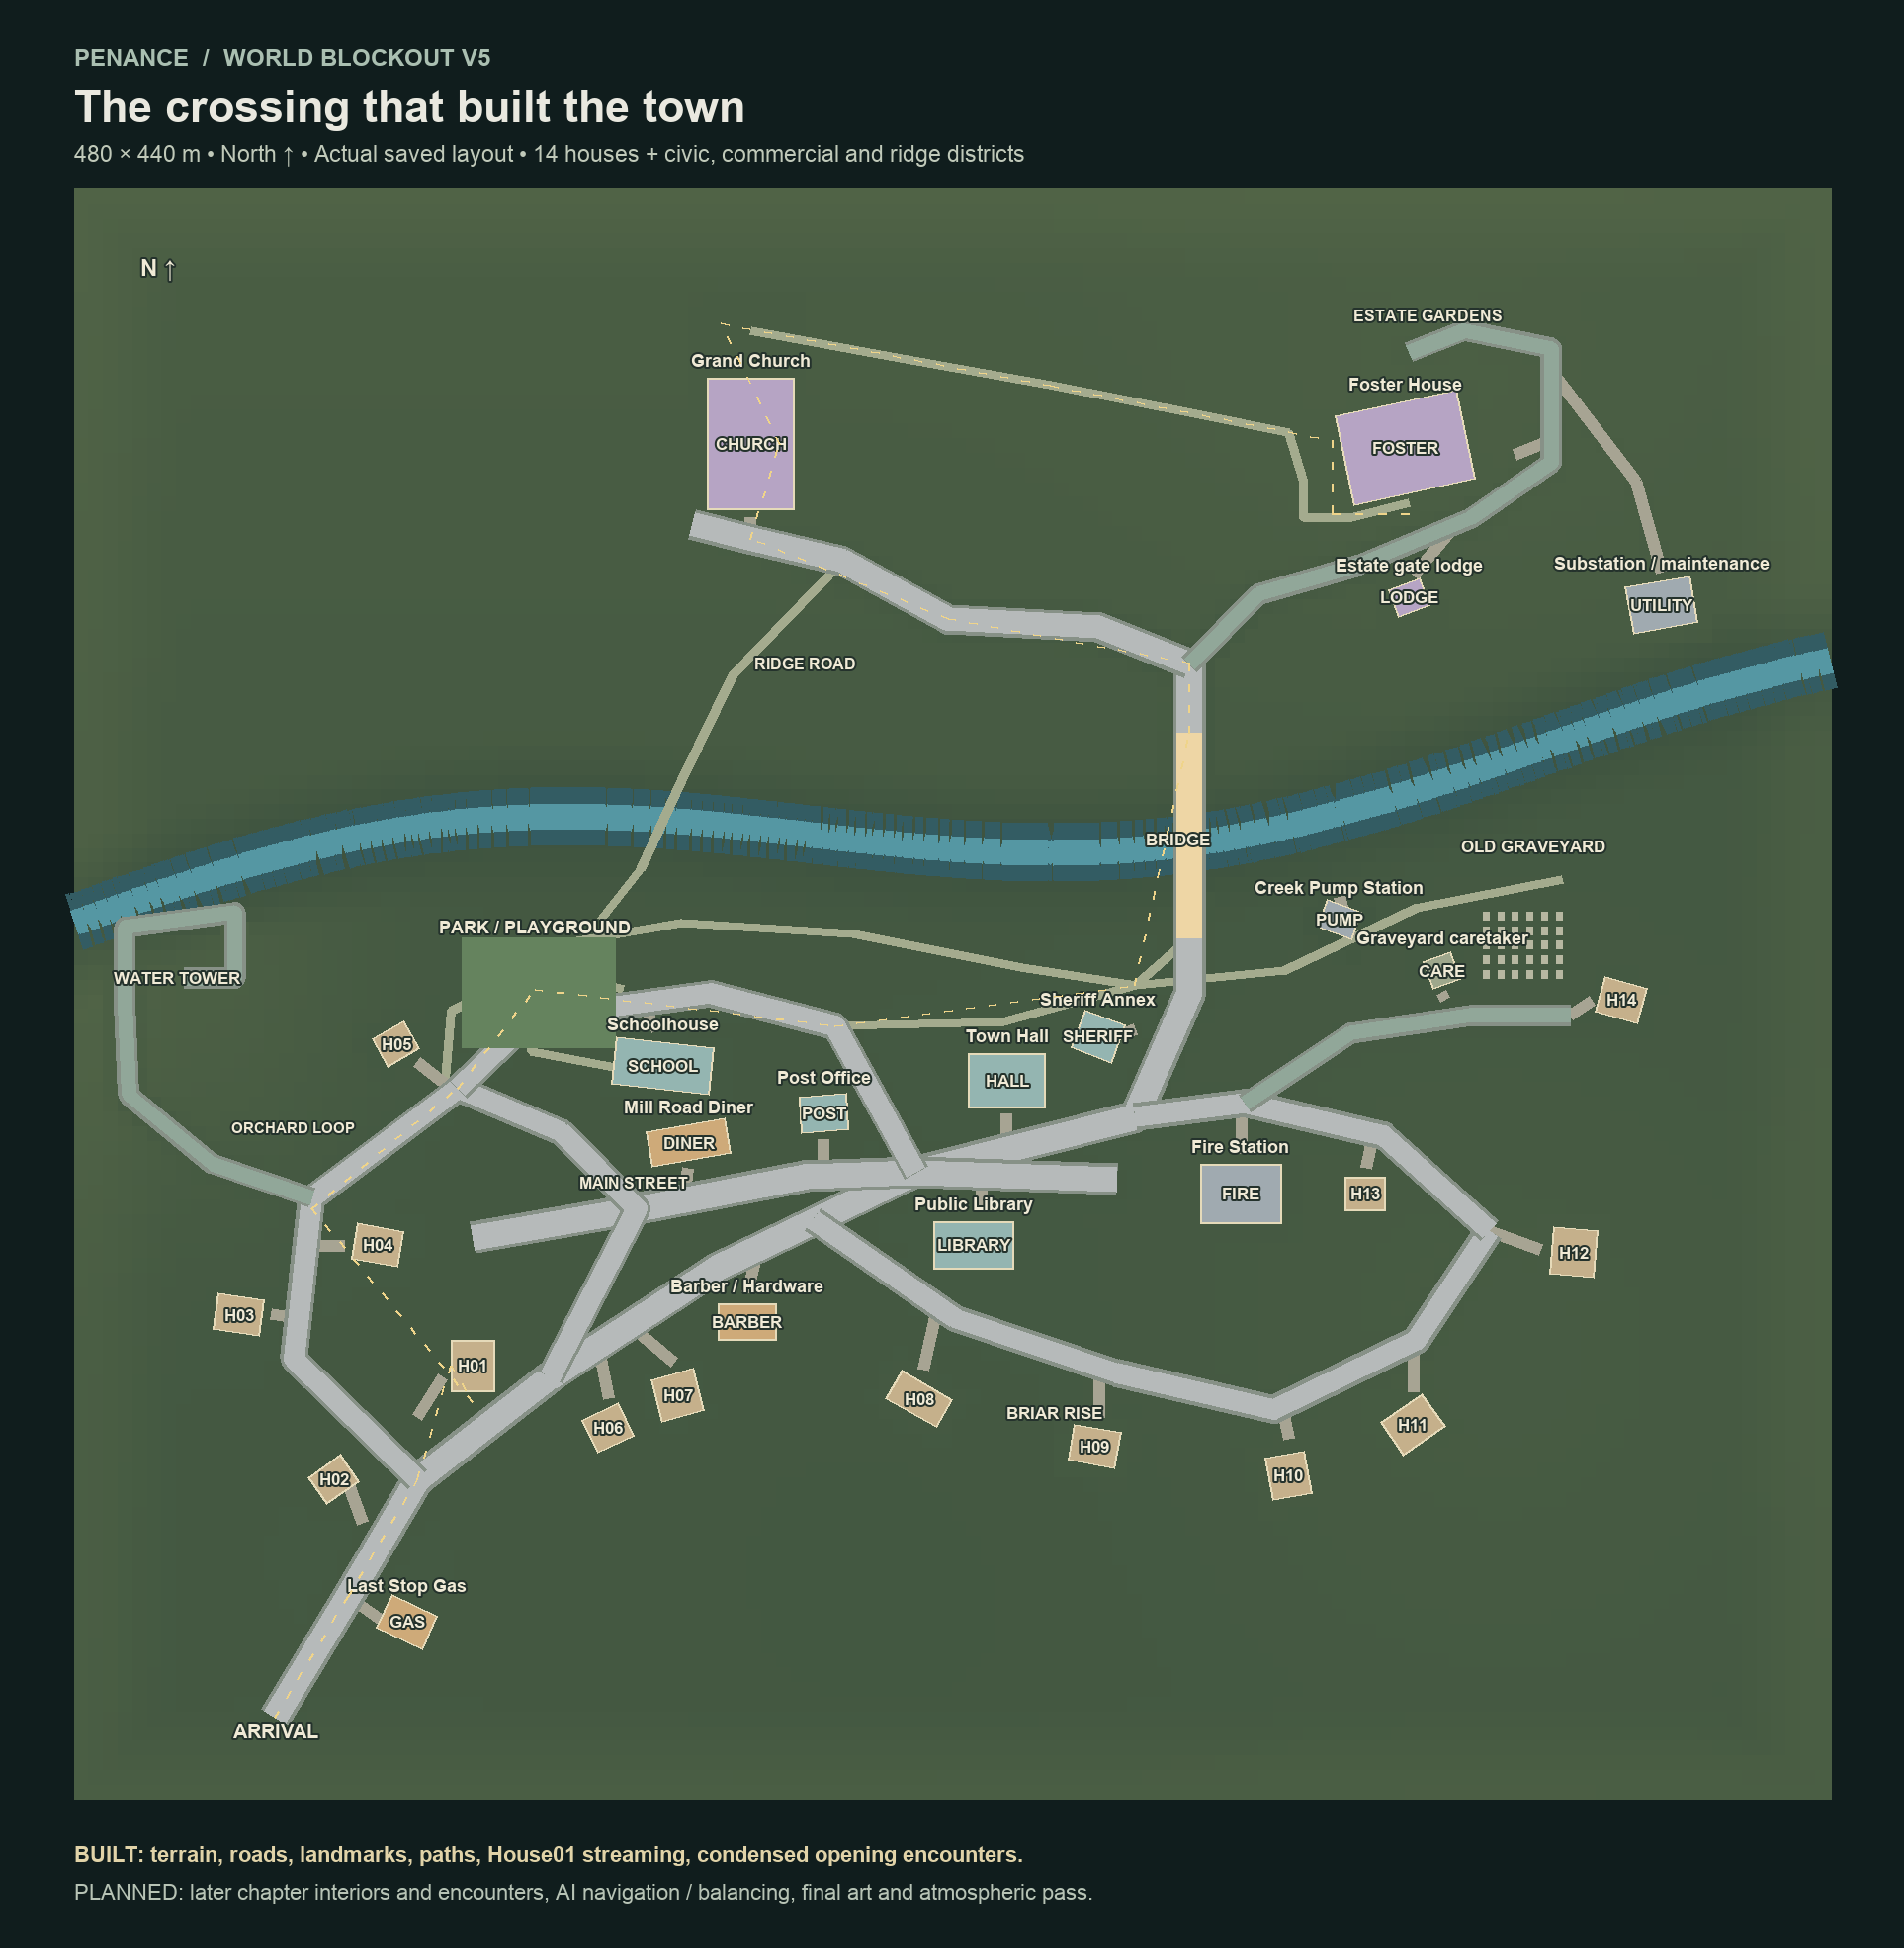 PENANCE / WORLD BLOCKOUT V5
The crossing that built the town
480 × 440 m • North ↑ • Actual saved layout • 14 houses + civic, commercial and ridge districts
N ↑
ESTATE GARDENS
Grand Church
Foster House
CHURCH
FOSTER
Estate gate lodge
Substation / maintenance
LODGE
UTILITY
RIDGE ROAD
BRIDGE
OLD GRAVEYARD
Creek Pump Station
PUMP
PARK / PLAYGROUND
Graveyard caretaker
CARE
WATER TOWER
Sheriff Annex
H14
Schoolhouse
Town Hall
SHERIFF
H05
SCHOOL
Post Office
HALL
Mill Road Diner
POST
ORCHARD LOOP
DINER
Fire Station
MAIN STREET
FIRE
H13
Public Library
LIBRARY
H04
H12
Barber / Hardware
H03
BARBER
H01
H07
H08
BRIAR RISE
H06
H11
H09
H02
H10
Last Stop Gas
GAS
ARRIVAL
BUILT: terrain, roads, landmarks, paths, House01 streaming, condensed opening encounters.
PLANNED: later chapter interiors and encounters, AI navigation / balancing, final art and atmospheric pass.